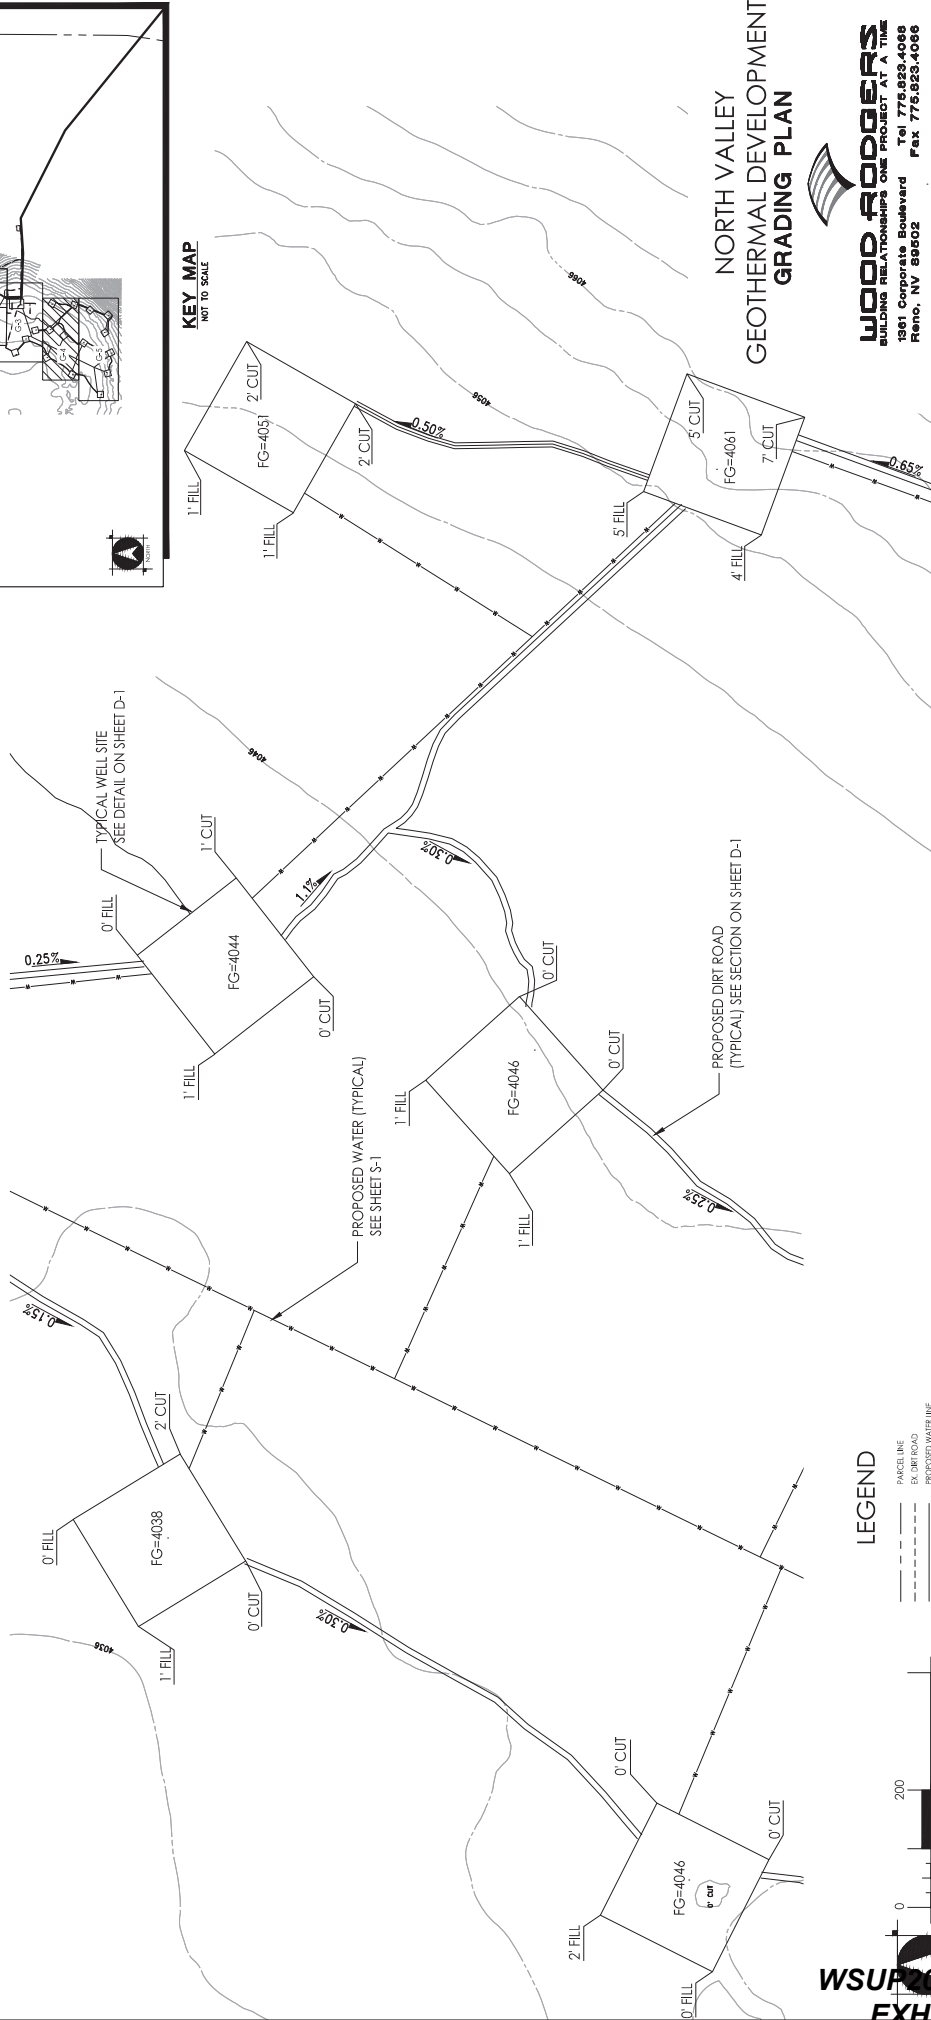 KEY MAP
NOT TO SCALE
G-3
G-4
G-5
NORTH
NORTH VALLEY
GEOTHERMAL DEVELOPMENT
GRADING PLAN
WOOD RODGERS
BUILDING RELATIONSHIPS ONE PROJECT AT A TIME
1361 Corporate Boulevard Tel 775.823.4068
Reno, NV 89502 Fax 775.823.4066
4066
4056
2' CUT
FG=4051
2' CUT
1' FILL
1' FILL
0.50%
5' CUT
FG=4061
7' CUT
5' FILL
4' FILL
0.65%
TYPICAL WELL SITE
SEE DETAIL ON SHEET D-1
4046
1' CUT
0' FILL
0.25%
FG=4044
1.1%
0' CUT
1' FILL
0.30%
0' CUT
FG=4046
0' CUT
1' FILL
1' FILL
PROPOSED DIRT ROAD
(TYPICAL) SEE SECTION ON SHEET D-1
0.25%
PROPOSED WATER (TYPICAL)
SEE SHEET S-1
0.15%
2' CUT
0' FILL
FG=4038
0' CUT
1' FILL
4036
0.30%
0' CUT
0' CUT
FG=4046
0' CUT
2' FILL
0' FILL
LEGEND
PARCEL LINE
EX. DIRT ROAD
PROPOSED WATER LINE
0
200
WSUP20
EXH